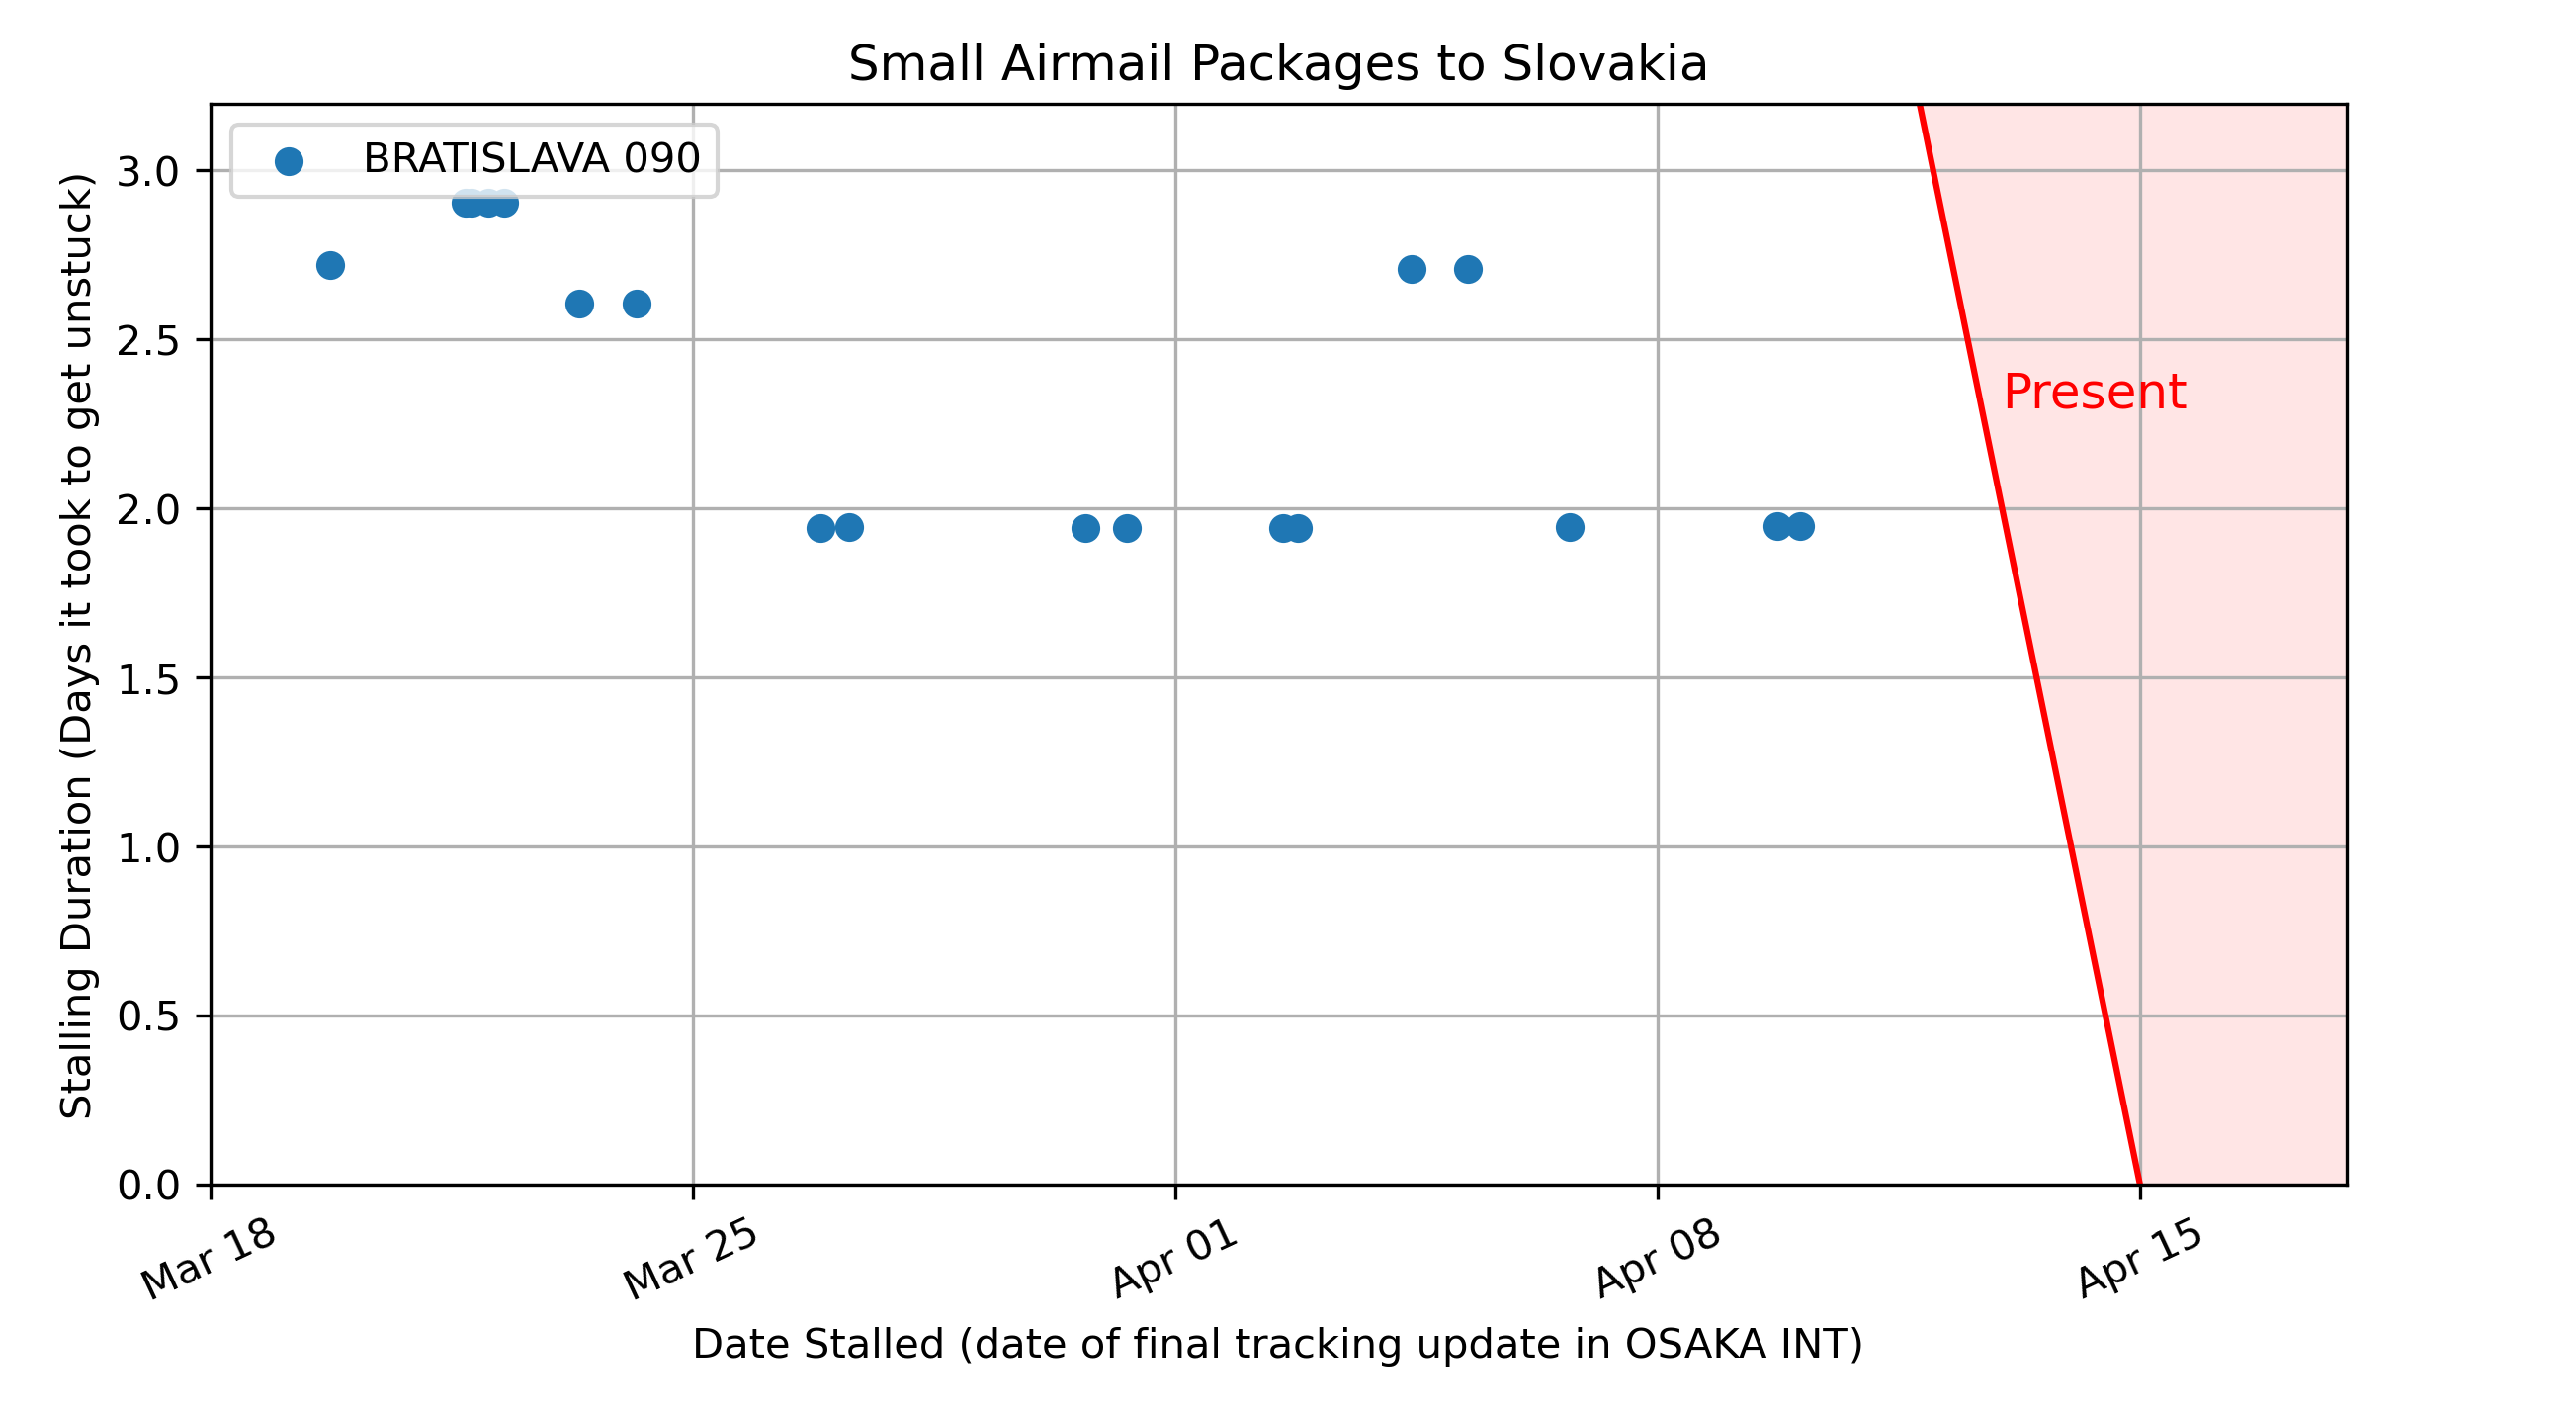 Small Airmail Packages to Slovakia
BRATISLAVA 090
Stalling Duration (Days it took to get unstuck)
3.0
2.5
2.0
1.5
1.0
0.5
0.0
Present
Mar 18
Mar 25
Apr 01
Apr 08
Apr 15
Date Stalled (date of final tracking update in OSAKA INT)